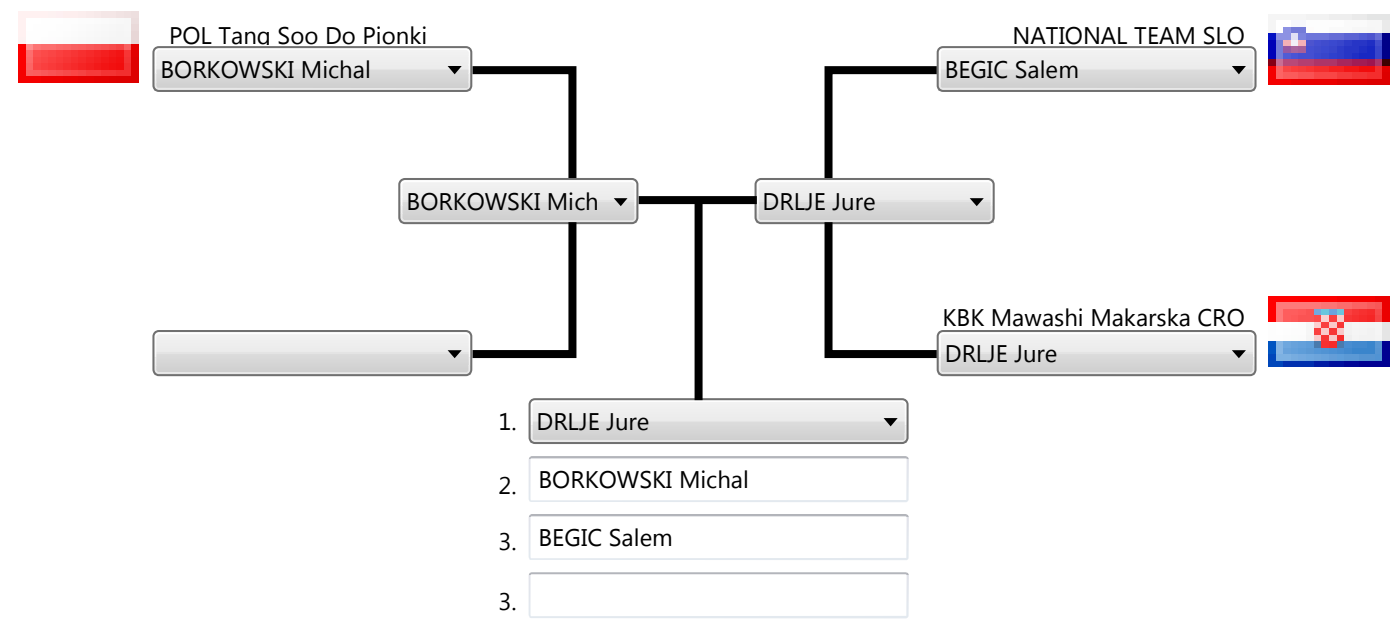 POL Tang Soo Do Pionki
NATIONAL TEAM SLO
BORKOWSKI Michal
BEGIC Salem
BORKOWSKI Mich
DRLJE Jure
KBK Mawashi Makarska CRO
DRLJE Jure
1. DRLJE Jure
2. BORKOWSKI Michal
3. BEGIC Salem
3.